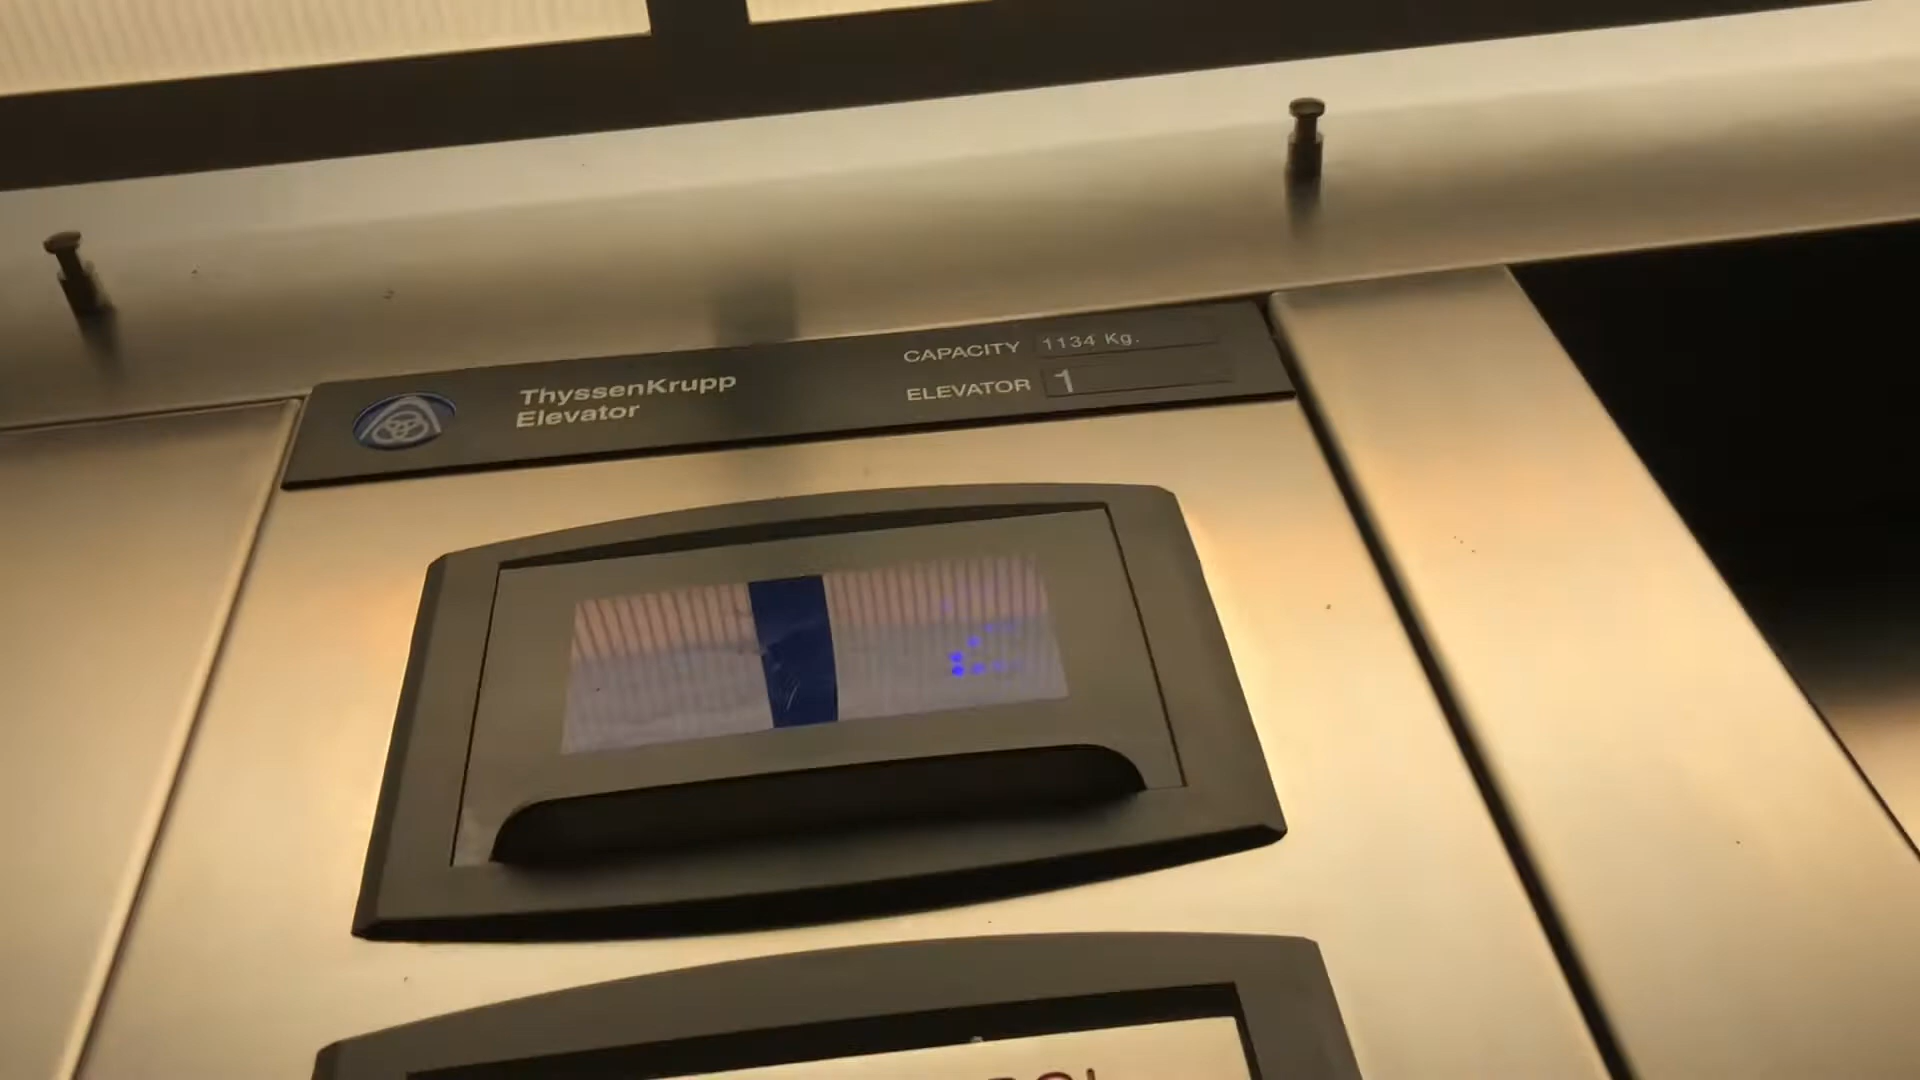 ThyssenKrupp
Elevator
CAPACITY 1134 Kg.
ELEVATOR 1